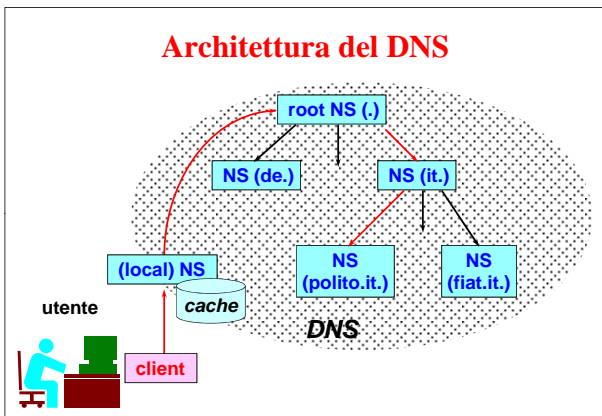 Architettura del DNS
root NS (.)
NS (de.)
NS (it.)
(local) NS
cache
NS
(polito.it.)
NS
(fiat.it.)
utente
DNS
client